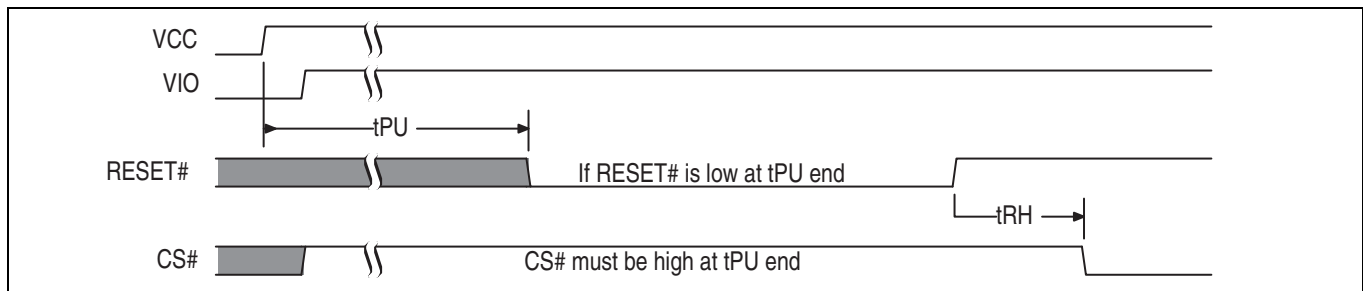 VCC
VIO
tPU
RESET#
If RESET# is low at tPU end
tRH
CS#
CS# must be high at tPU end